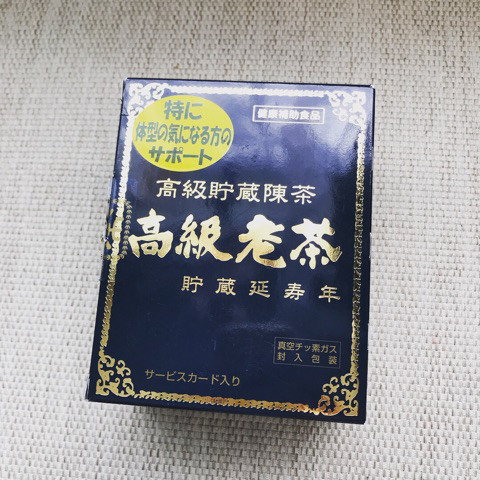 特に
体型の気になる方の
サポート
健康補助食品
高級貯蔵陳茶
高級老茶
貯蔵延寿年
真空チッ素ガス
封入包装
サービスカード入り